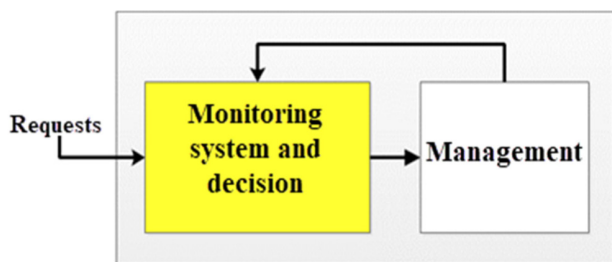 Requests
Monitoring
system and
decision
Management